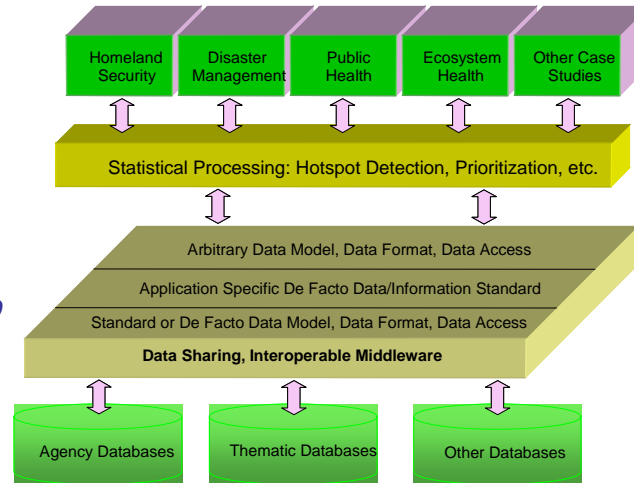 Homeland
Security
Disaster
Management
Public
Health
Ecosystem
Health
Other Case
Studies
Statistical Processing: Hotspot Detection, Prioritization, etc.
Arbitrary Data Model, Data Format, Data Access
Application Specific De Facto Data/Information Standard
Standard or De Facto Data Model, Data Format, Data Access
Data Sharing, Interoperable Middleware
Agency Databases
Thematic Databases
Other Databases